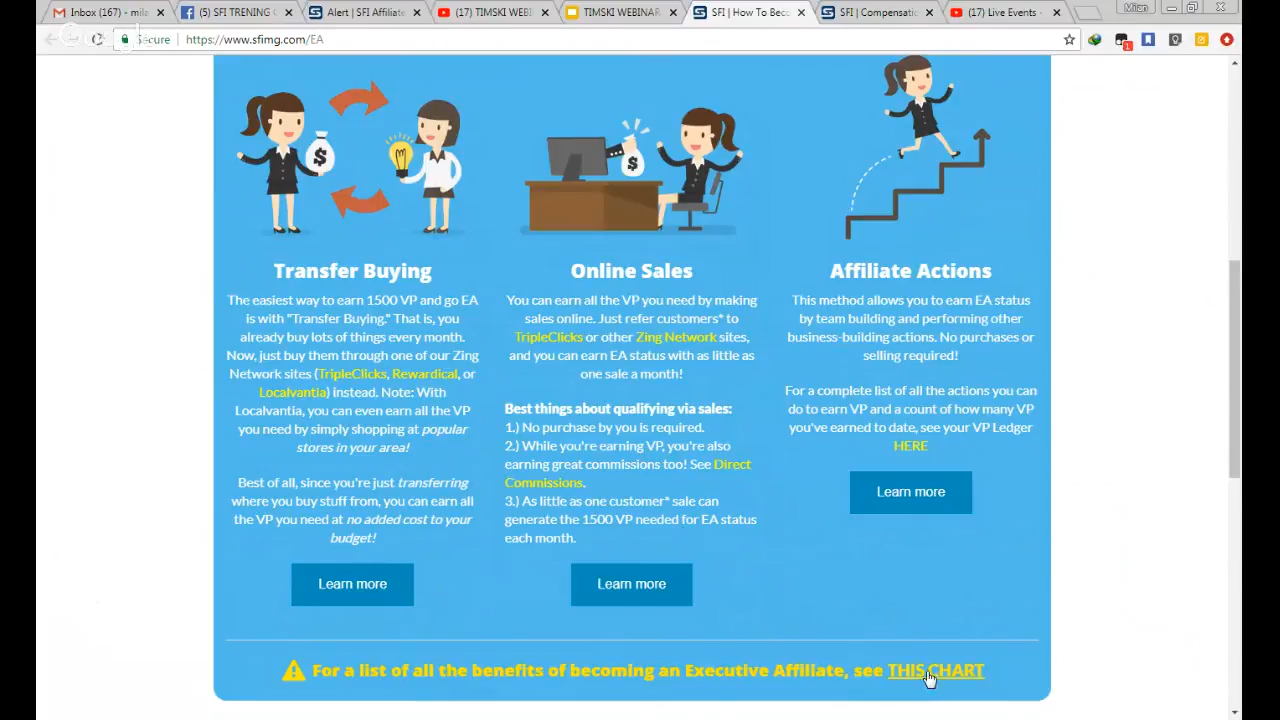 Inbox (167) - mila
(5) SFI TRENING C
Alert | SFI Affiliate
(17) TIMSKI WEBI
TIMSKI WEBINAR
SFI | How To Beco
SFI | Compensatio
(17) Live Events -
Milan
Secure
https://www.sfimg.com/EA
1
$
$
Transfer Buying
The easiest way to earn 1500 VP and go EA
is with "Transfer Buying." That is, you
already buy lots of things every month.
Now, just buy them through one of our Zing
Network sites (TripleClicks, Rewardical, or
Localvantia) instead. Note: With
Localvantia, you can even earn all the VP
you need by simply shopping at popular
stores in your area!
Best of all, since you're just transferring
where you buy stuff from, you can earn all
the VP you need at no added cost to your
budget!
Learn more
Online Sales
You can earn all the VP you need by making
sales online. Just refer customers* to
TripleClicks or other Zing Network sites,
and you can earn EA status with as little as
one sale a month!
Best things about qualifying via sales:
1.) No purchase by you is required.
2.) While you're earning VP, you're also
earning great commissions too! See Direct
Commissions.
3.) As little as one customer* sale can
generate the 1500 VP needed for EA status
each month.
Learn more
Affiliate Actions
This method allows you to earn EA status
by team building and performing other
business-building actions. No purchases or
selling required!
For a complete list of all the actions you can
do to earn VP and a count of how many VP
you've earned to date, see your VP Ledger
HERE
Learn more
For a list of all the benefits of becoming an Executive Affiliate, see THIS CHART